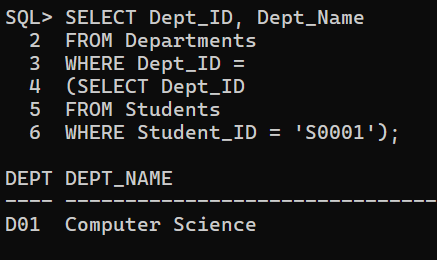 SQL> SELECT Dept_ID, Dept_Name
  2  FROM Departments
  3  WHERE Dept_ID =
  4  (SELECT Dept_ID
  5  FROM Students
  6  WHERE Student_ID = 'S0001');

DEPT DEPT_NAME
---- -------------------------------
D01  Computer Science